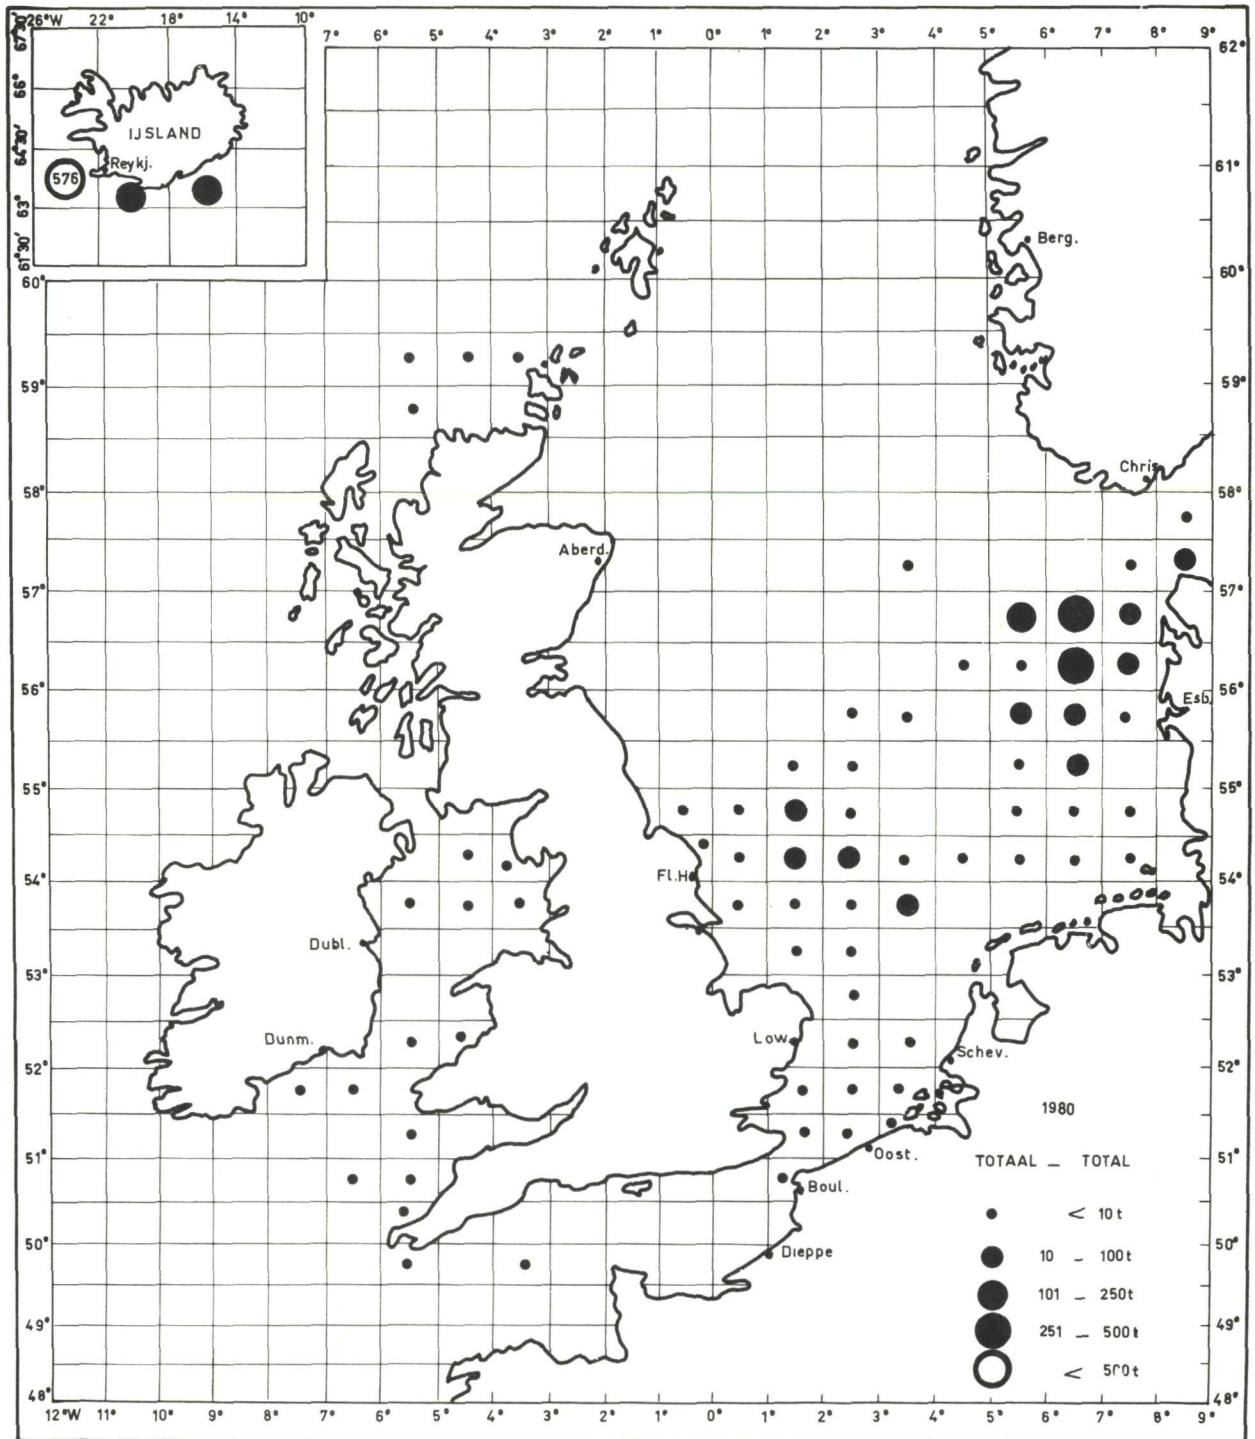 26°W 22° 18° 14° 10°
67°30'
66°
64°30'
63°
61°30'
IJSLAND
Reykj.
576
7° 6° 5° 4° 3° 2° 1° 0° 1° 2° 3° 4° 5° 6° 7° 8° 9°
62°
61°
60° 60°
59° 59°
58° 58°
57° 57°
56° 56°
55° 55°
54° 54°
53° 53°
52° 52°
51° 51°
50° 50°
49° 49°
48° 48°
Berg.
Chris
Aberd.
Esb.
Fl.H
Dubl.
Dunm.
Low.
Schev.
Oost.
Boul.
Dieppe
1980
TOTAAL _ TOTAL
< 10t
10 _ 100t
101 _ 250t
251 _ 500t
< 500t
12°W 11° 10° 9° 8° 7° 6° 5° 4° 3° 2° 1° 0° 1° 2° 3° 4° 5° 6° 7° 8° 9°